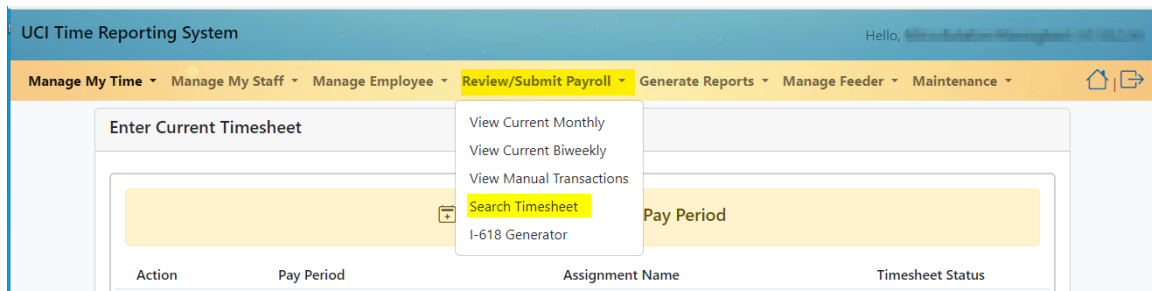 UCI Time Reporting System
Hello,
Manage My Time Manage My Staff Manage Employee Review/Submit Payroll Generate Reports Manage Feeder Maintenance
Enter Current Timesheet
View Current Monthly
View Current Biweekly
View Manual Transactions
Search Timesheet
Pay Period
I-618 Generator
Action Pay Period Assignment Name Timesheet Status